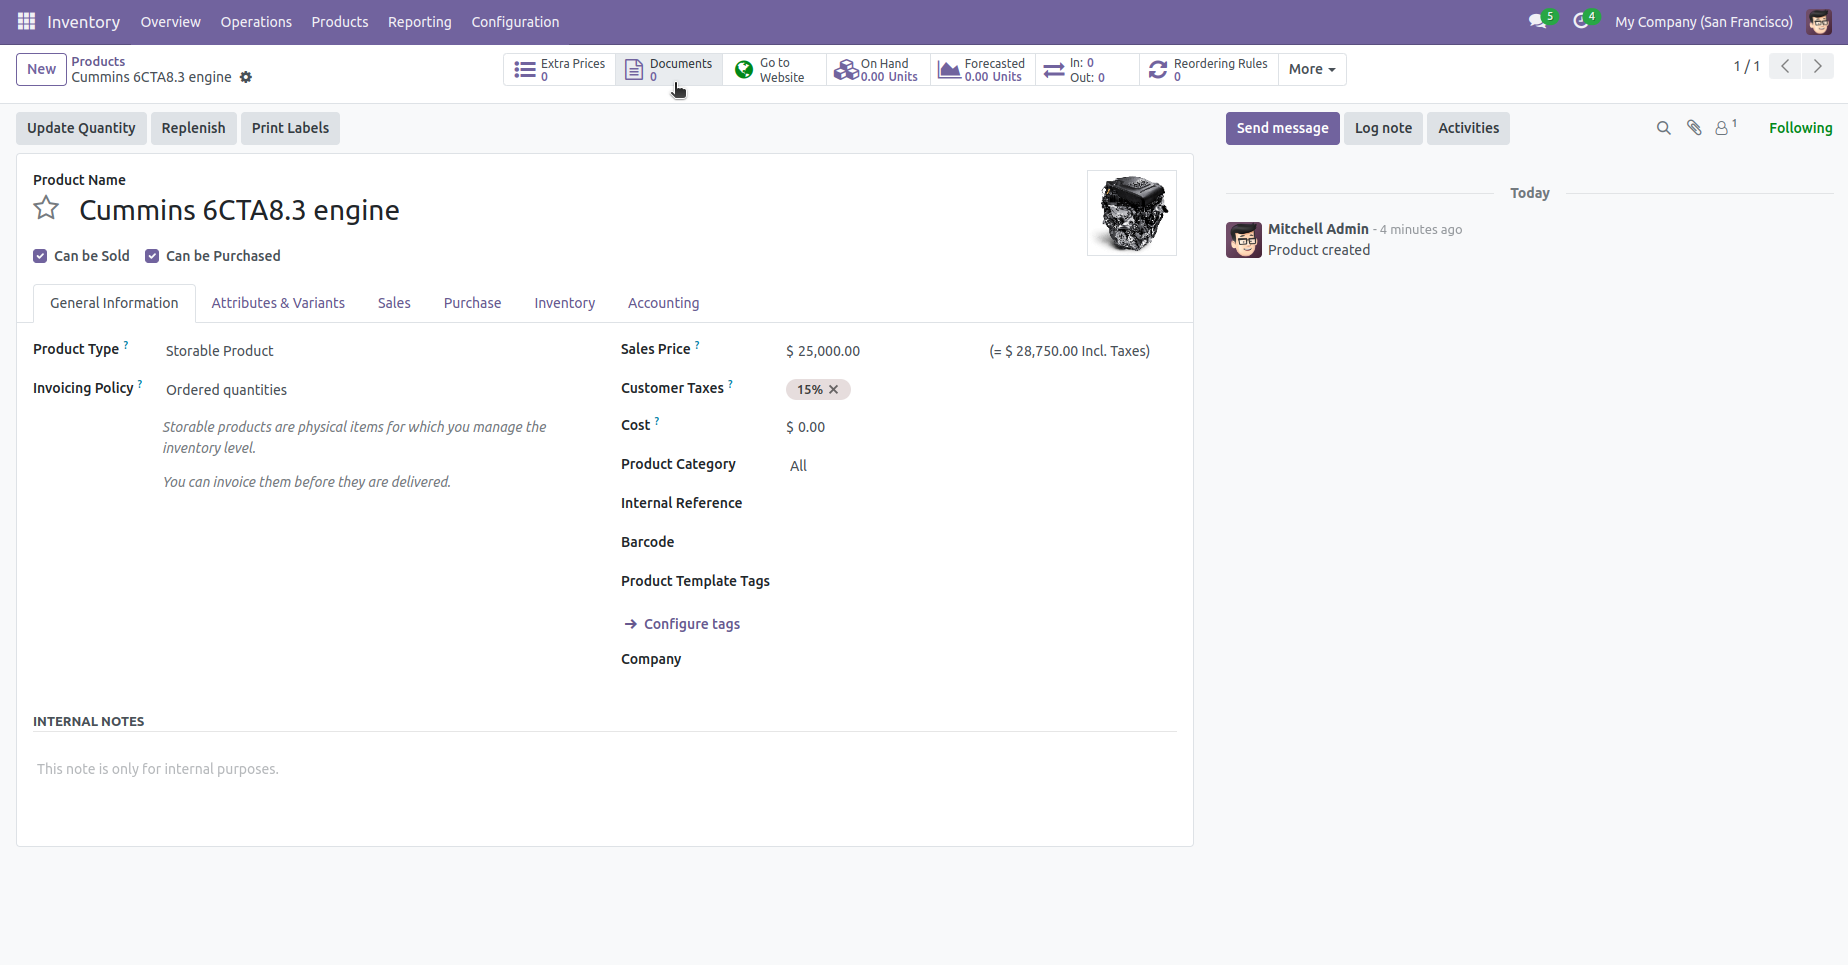 Inventory Overview Operations Products Reporting Configuration 5 4 My Company (San Francisco)
New
Products
Cummins 6CTA8.3 engine
Extra Prices
0
Documents
0
Go to
Website
On Hand
0.00 Units
Forecasted
0.00 Units
In: 0
Out: 0
Reordering Rules
0
More
1 / 1
Update Quantity Replenish Print Labels
Send message Log note Activities 1 Following
Product Name
Cummins 6CTA8.3 engine
Can be Sold Can be Purchased
General Information Attributes & Variants Sales Purchase Inventory Accounting
Product Type ? Storable Product
Invoicing Policy ? Ordered quantities
Storable products are physical items for which you manage the
inventory level.
You can invoice them before they are delivered.
Sales Price ? $ 25,000.00 (= $ 28,750.00 Incl. Taxes)
Customer Taxes ? 15% ×
Cost ? $ 0.00
Product Category All
Internal Reference
Barcode
Product Template Tags
→ Configure tags
Company
INTERNAL NOTES
This note is only for internal purposes.
Today
Mitchell Admin - 4 minutes ago
Product created